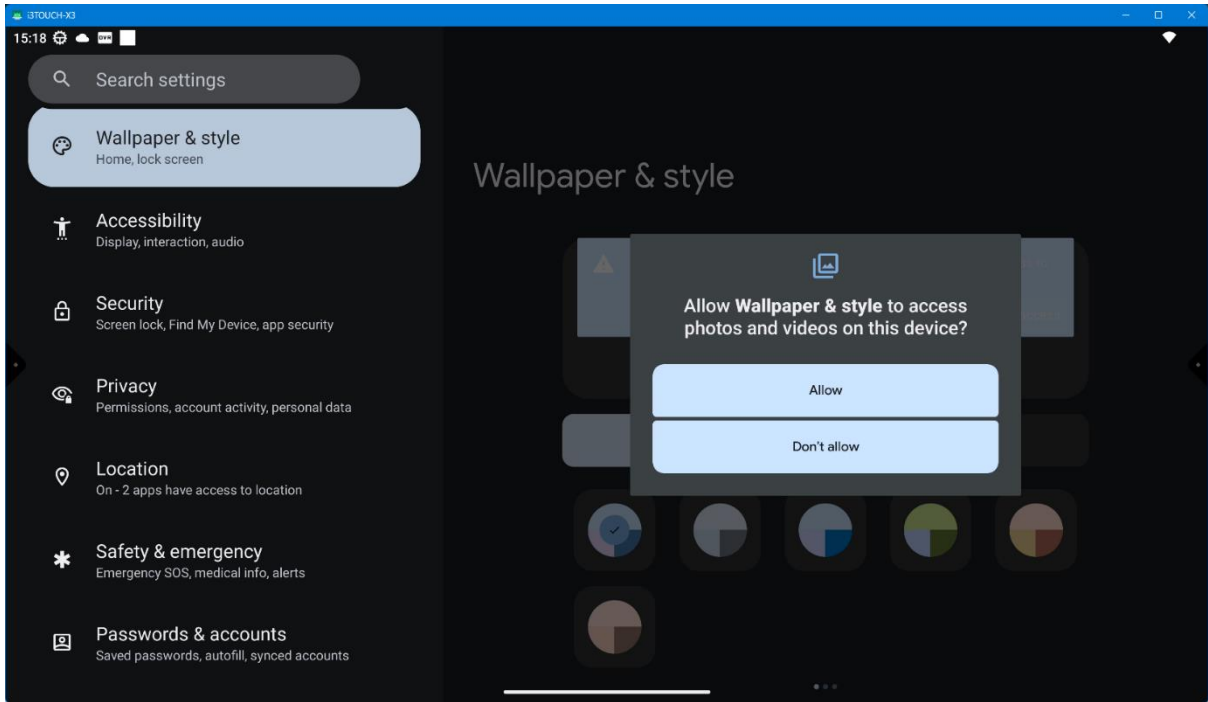 i3TOUCH-X3
15:18
DVR
Search settings
Wallpaper & style
Home, lock screen
Wallpaper & style
Accessibility
Display, interaction, audio
Allow Wallpaper & style to access
photos and videos on this device?
Security
Screen lock, Find My Device, app security
Allow
Privacy
Permissions, account activity, personal data
Don't allow
Location
On - 2 apps have access to location
Safety & emergency
Emergency SOS, medical info, alerts
Passwords & accounts
Saved passwords, autofill, synced accounts